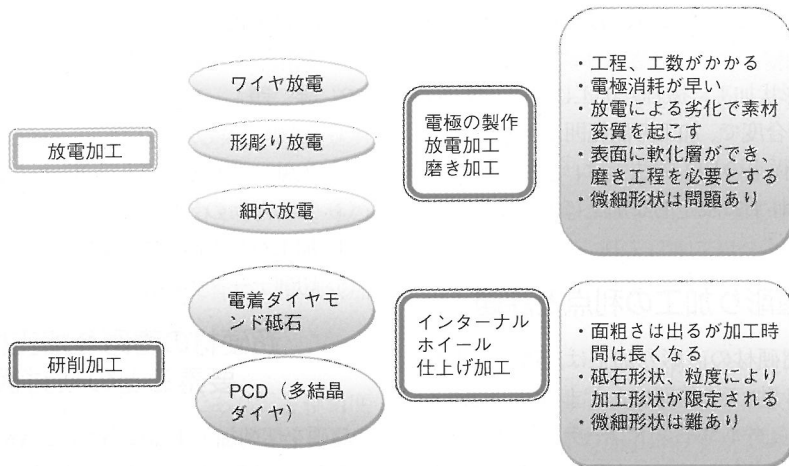 放電加工
ワイヤ放電
形彫り放電
細穴放電
電極の製作
放電加工
磨き加工
・工程、工数がかかる
・電極消耗が早い
・放電による劣化で素材
変質を起こす
・表面に軟化層ができ、
磨き工程を必要とする
・微細形状は問題あり
研削加工
電着ダイヤモ
ンド砥石
PCD（多結晶
ダイヤ）
インターナル
ホイール
仕上げ加工
・面粗さは出るが加工時
間は長くなる
・砥石形状、粒度により
加工形状が限定される
・微細形状は難あり